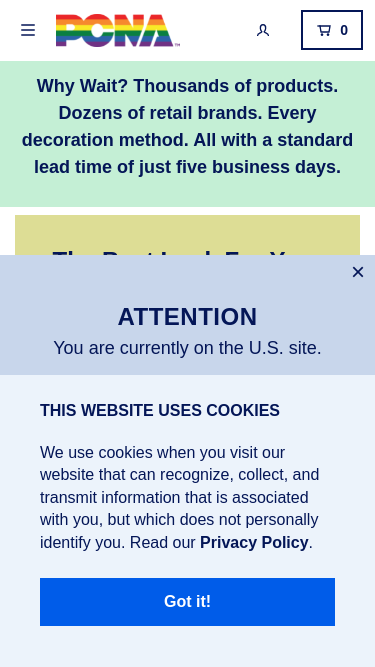 PCNA™
0
Why Wait? Thousands of products.
Dozens of retail brands. Every
decoration method. All with a standard
lead time of just five business days.
×
ATTENTION
You are currently on the U.S. site.
THIS WEBSITE USES COOKIES
We use cookies when you visit our
website that can recognize, collect, and
transmit information that is associated
with you, but which does not personally
identify you. Read our Privacy Policy.
Got it!